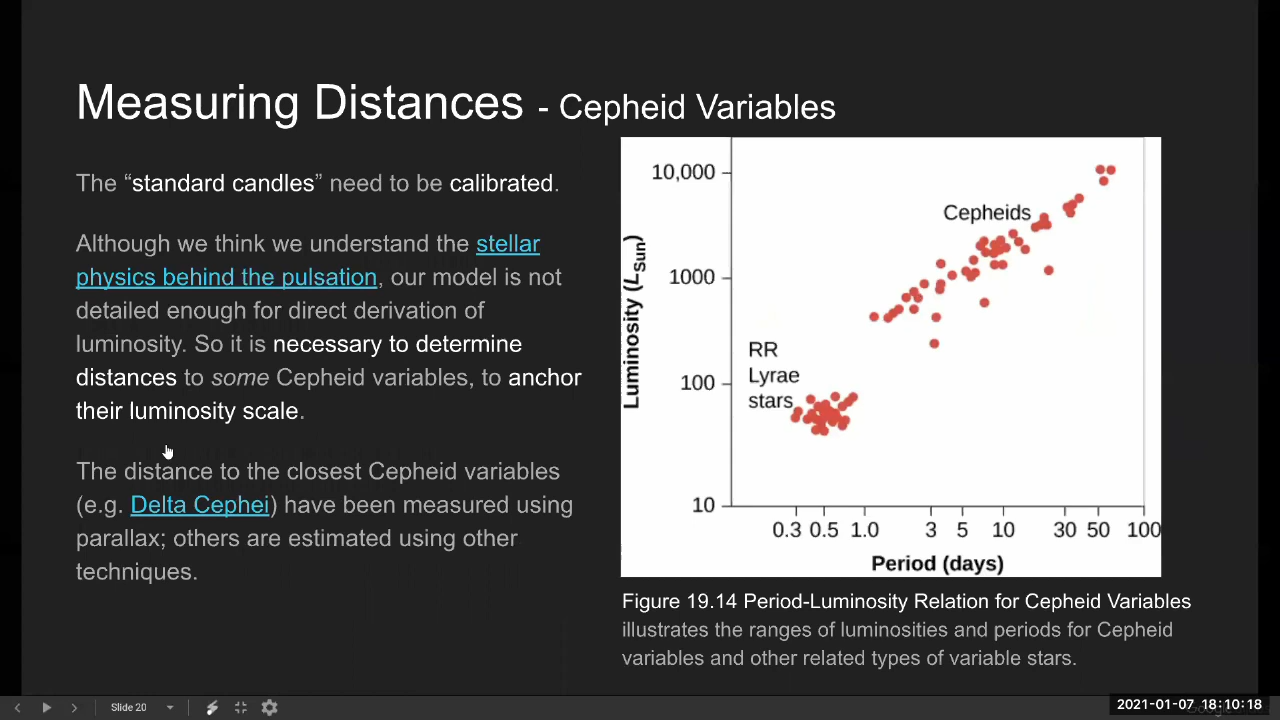 Measuring Distances - Cepheid Variables
The “standard candles” need to be calibrated.
Although we think we understand the stellar
physics behind the pulsation, our model is not
detailed enough for direct derivation of
luminosity. So it is necessary to determine
distances to some Cepheid variables, to anchor
their luminosity scale.
The distance to the closest Cepheid variables
(e.g. Delta Cephei) have been measured using
parallax; others are estimated using other
techniques.
Luminosity (LSun)
10,000
1000
100
10
Cepheids
RR
Lyrae
stars
0.3 0.5 1.0 3 5 10 30 50 100
Period (days)
Figure 19.14 Period-Luminosity Relation for Cepheid Variables
illustrates the ranges of luminosities and periods for Cepheid
variables and other related types of variable stars.
Slide 20
2021-01-07 18:10:18